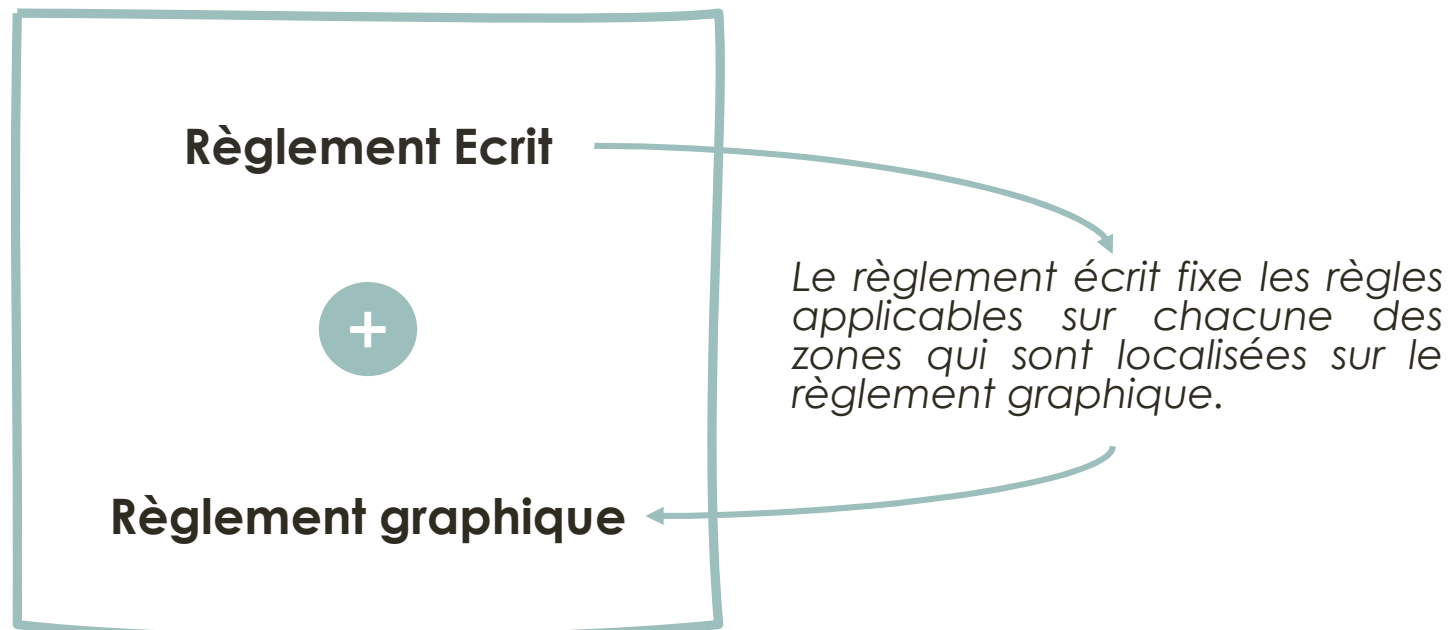 Règlement Ecrit
+
Le règlement écrit fixe les règles
applicables sur chacune des
zones qui sont localisées sur le
règlement graphique.
Règlement graphique